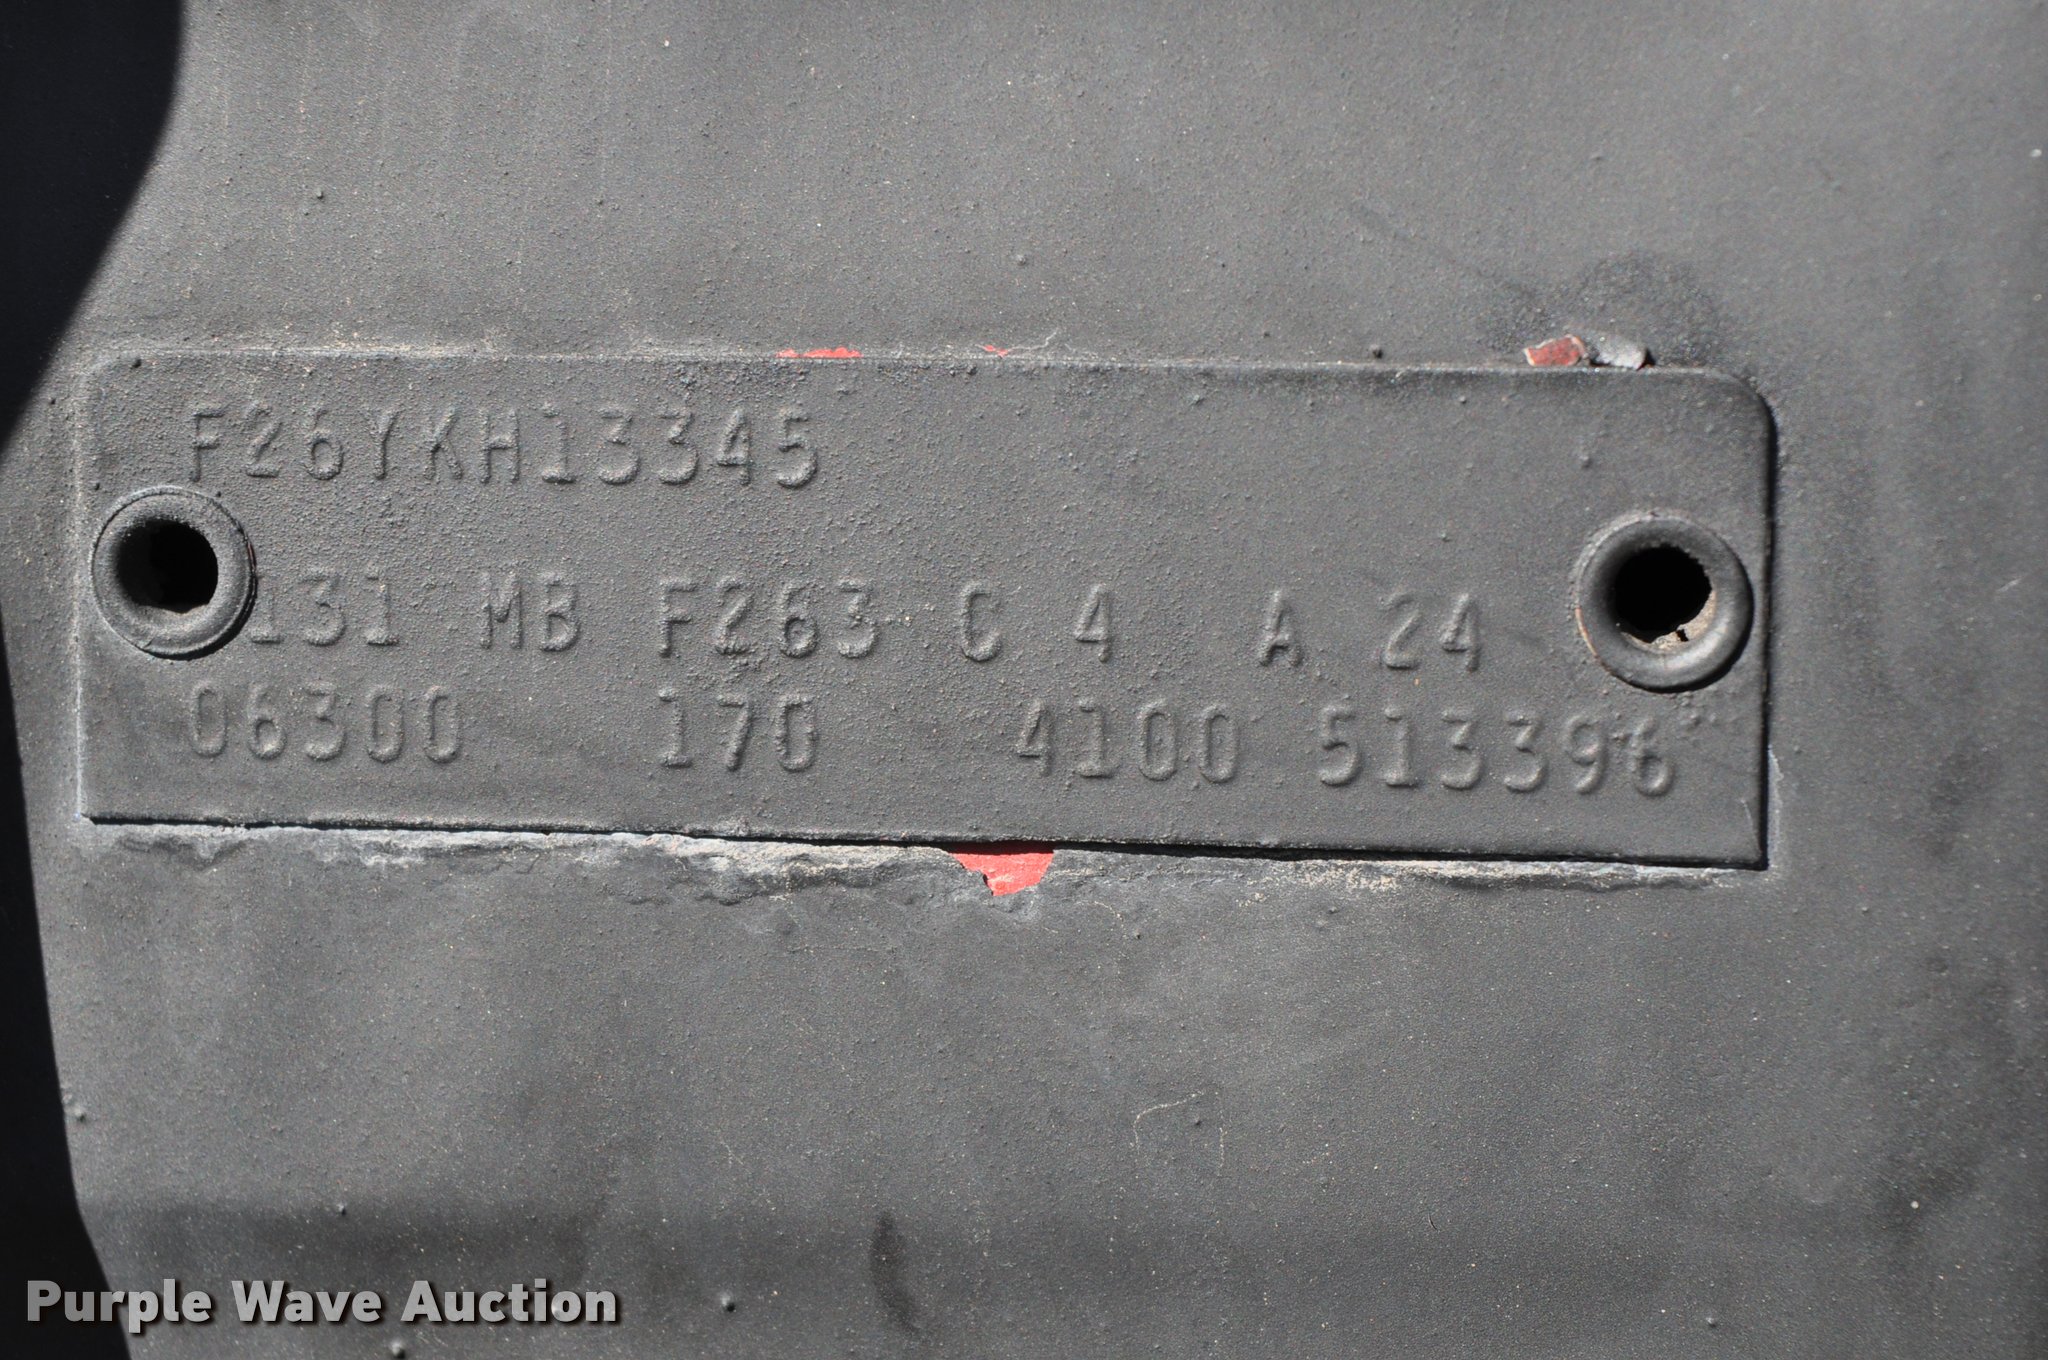 F26YKH13345
131 MB F263 C 4 A 24
06300 170 4100 513396
Purple Wave Auction